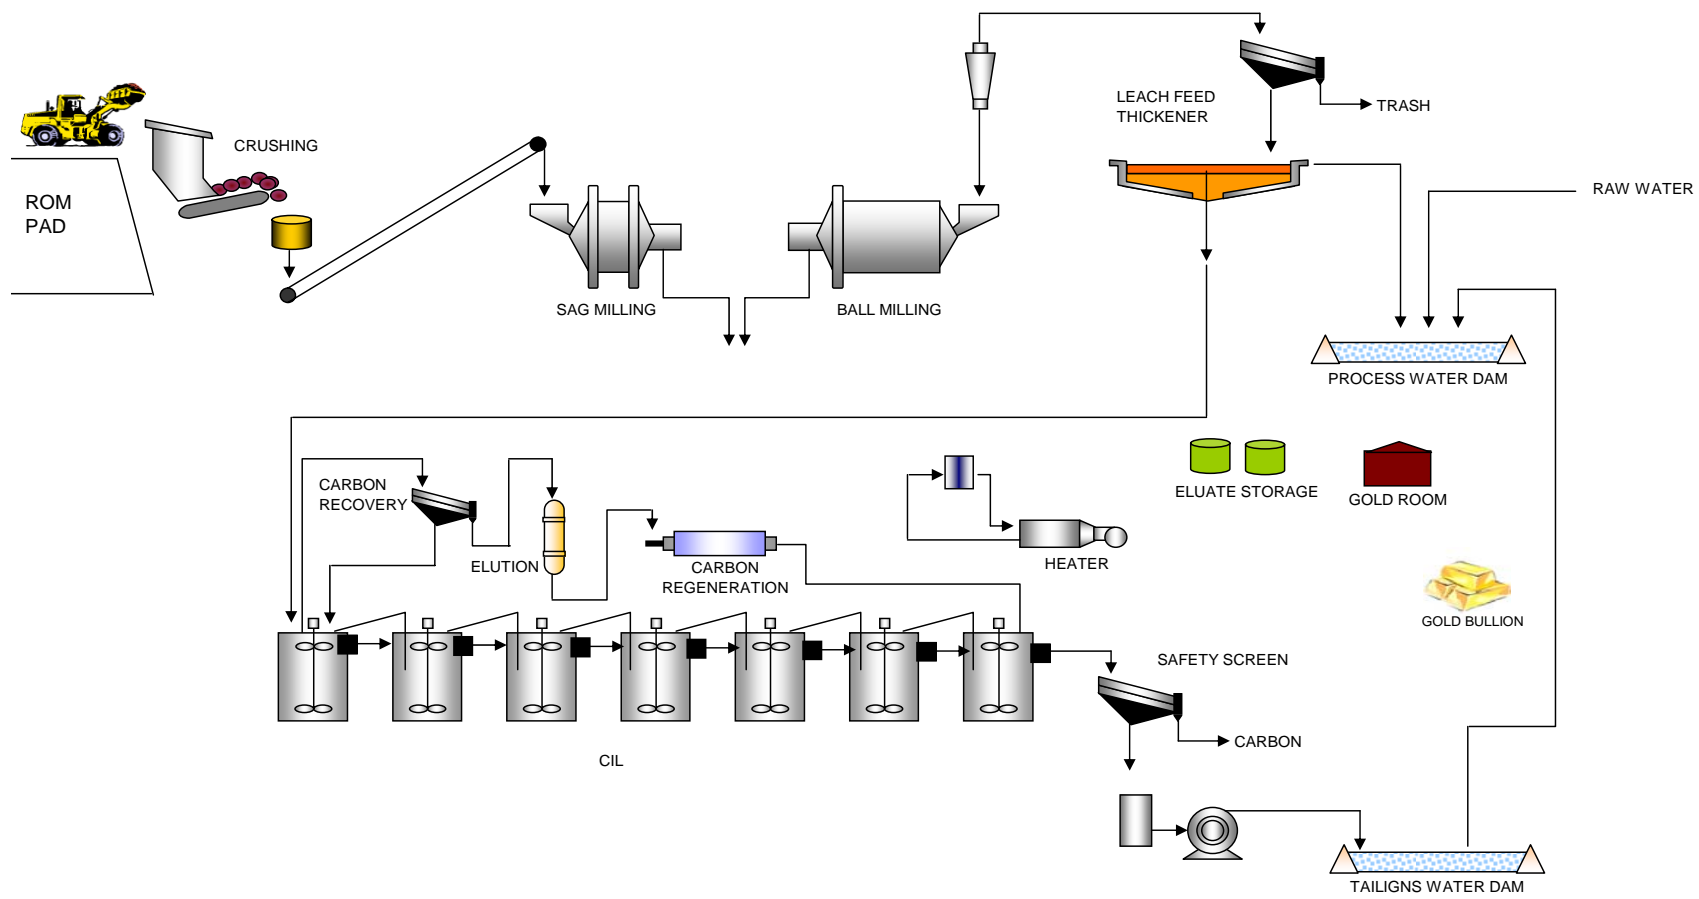 LEACH FEED
THICKENER
TRASH
CRUSHING
ROM
PAD
RAW WATER
SAG MILLING
BALL MILLING
PROCESS WATER DAM
CARBON
RECOVERY
ELUATE STORAGE
GOLD ROOM
ELUTION
CARBON
REGENERATION
HEATER
GOLD BULLION
SAFETY SCREEN
CARBON
CIL
TAILIGNS WATER DAM